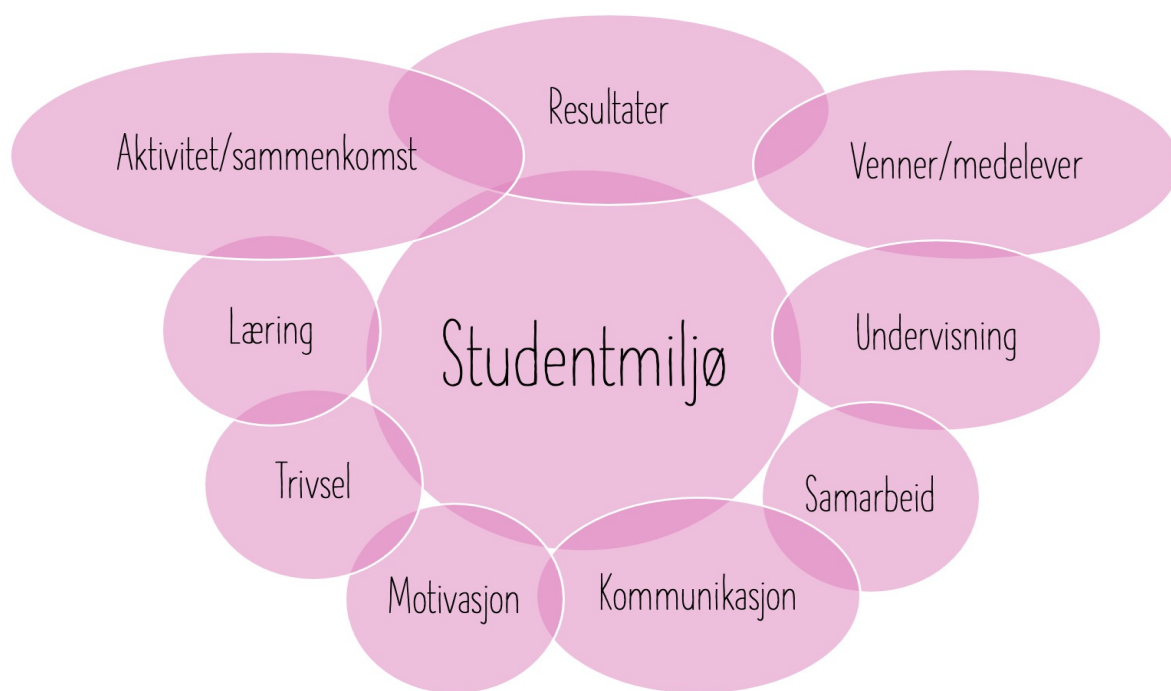 Resultater
Aktivitet/sammenkomst
Venner/medelever
Læring
Studentmiljø
Undervisning
Trivsel
Samarbeid
Motivasjon
Kommunikasjon